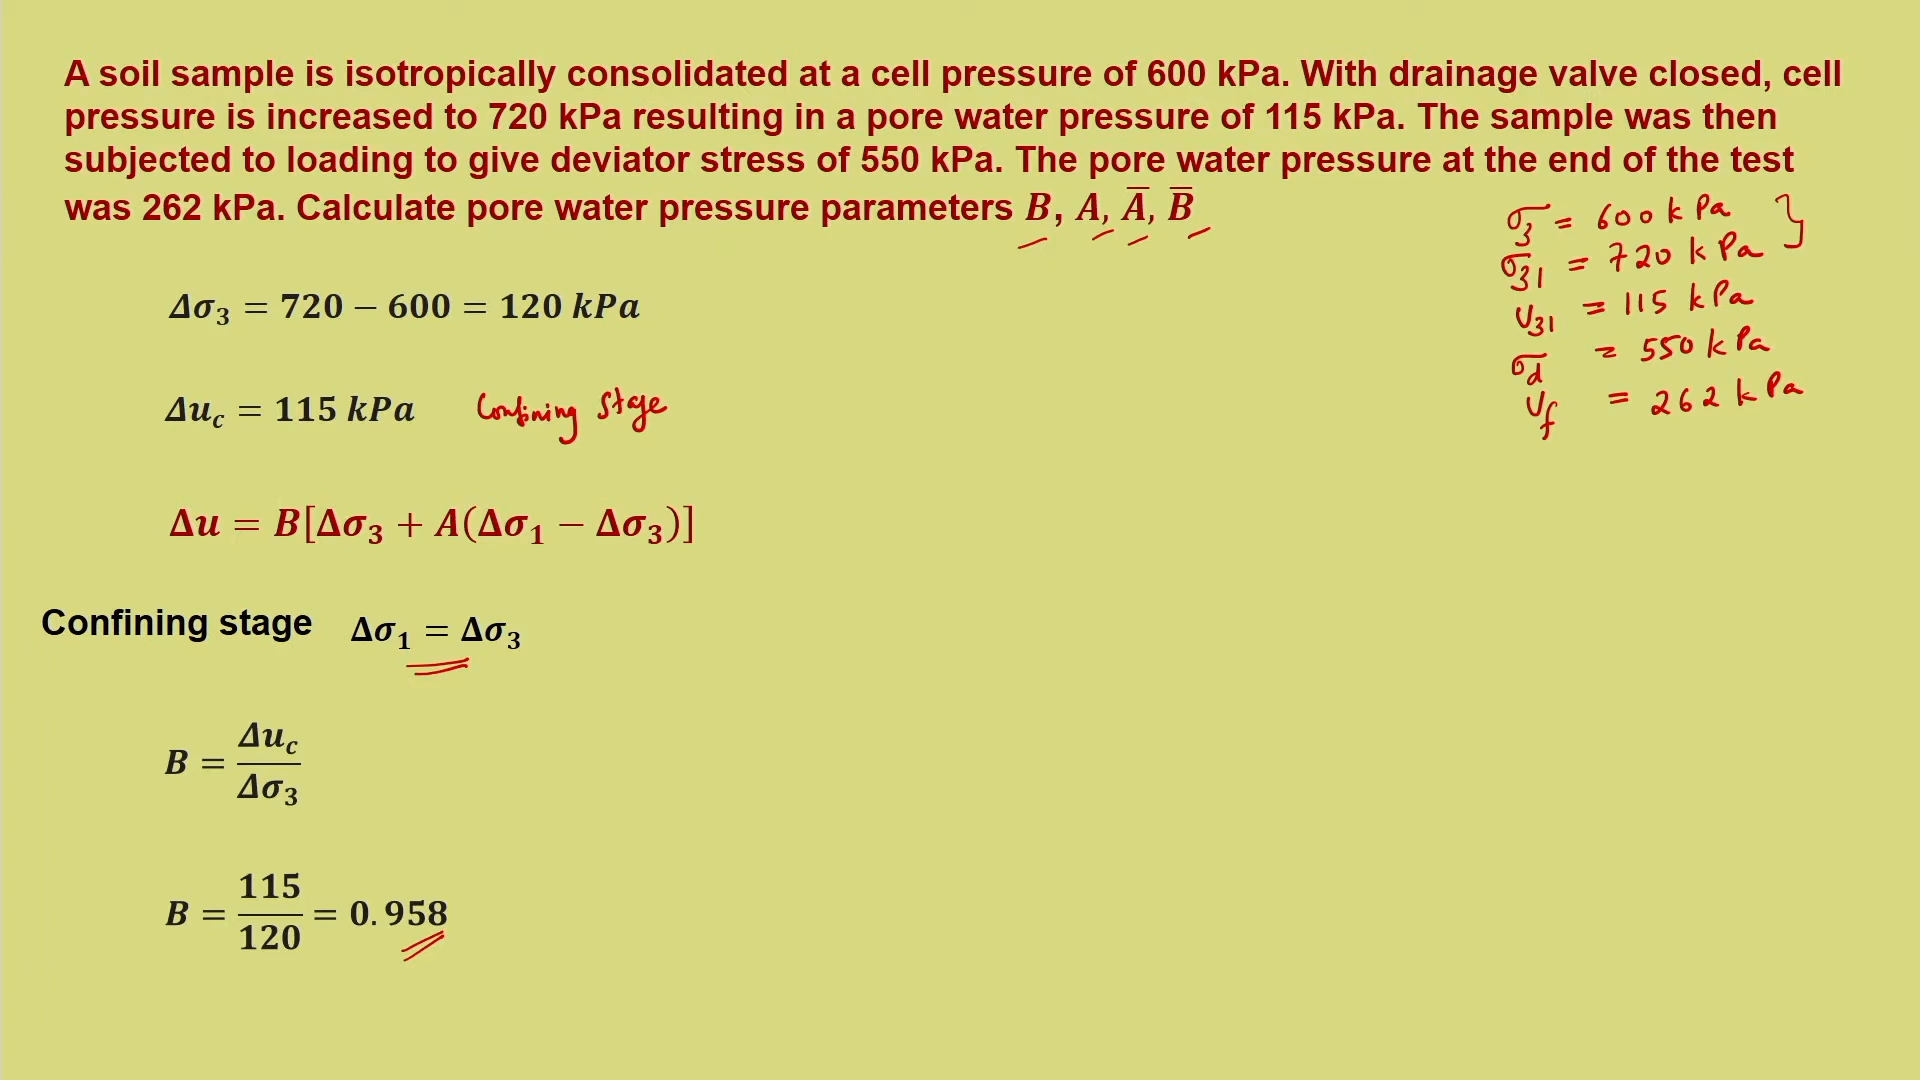 A soil sample is isotropically consolidated at a cell pressure of 600 kPa. With drainage valve closed, cell
pressure is increased to 720 kPa resulting in a pore water pressure of 115 kPa. The sample was then
subjected to loading to give deviator stress of 550 kPa. The pore water pressure at the end of the test
was 262 kPa. Calculate pore water pressure parameters B, A, A̅, B̅
σ₃ = 600 kPa
σ₃₁ = 720 kPa
U₃₁ = 115 kPa
σ_d = 550 kPa
U_f = 262 kPa
Δσ₃ = 720 − 600 = 120 kPa
Δu_c = 115 kPa Confining Stage
Δu = B[Δσ₃ + A(Δσ₁ − Δσ₃)]
Confining stage Δσ₁ = Δσ₃
B = Δu_c / Δσ₃
B = 115 / 120 = 0.958